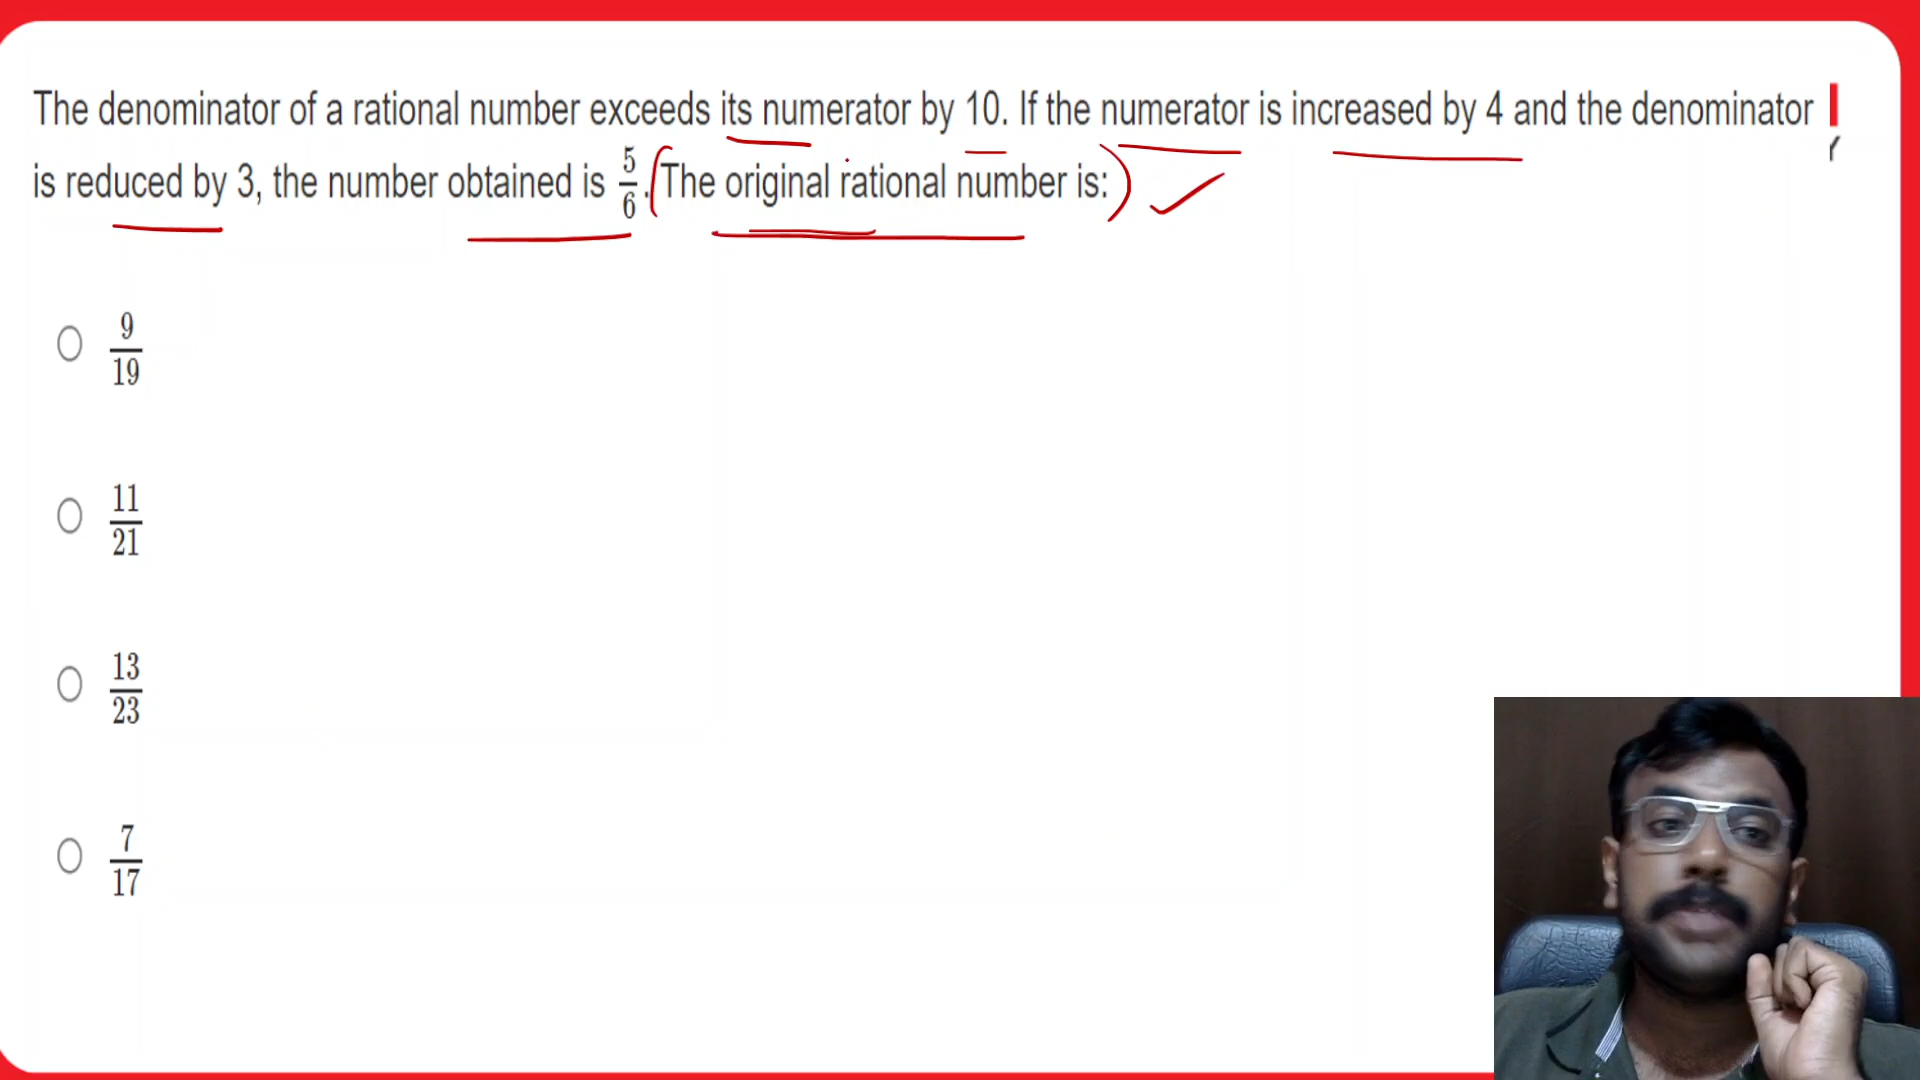 The denominator of a rational number exceeds its numerator by 10. If the numerator is increased by 4 and the denominator
is reduced by 3, the number obtained is 5/6. (The original rational number is:) ✓
9/19
11/21
13/23
7/17